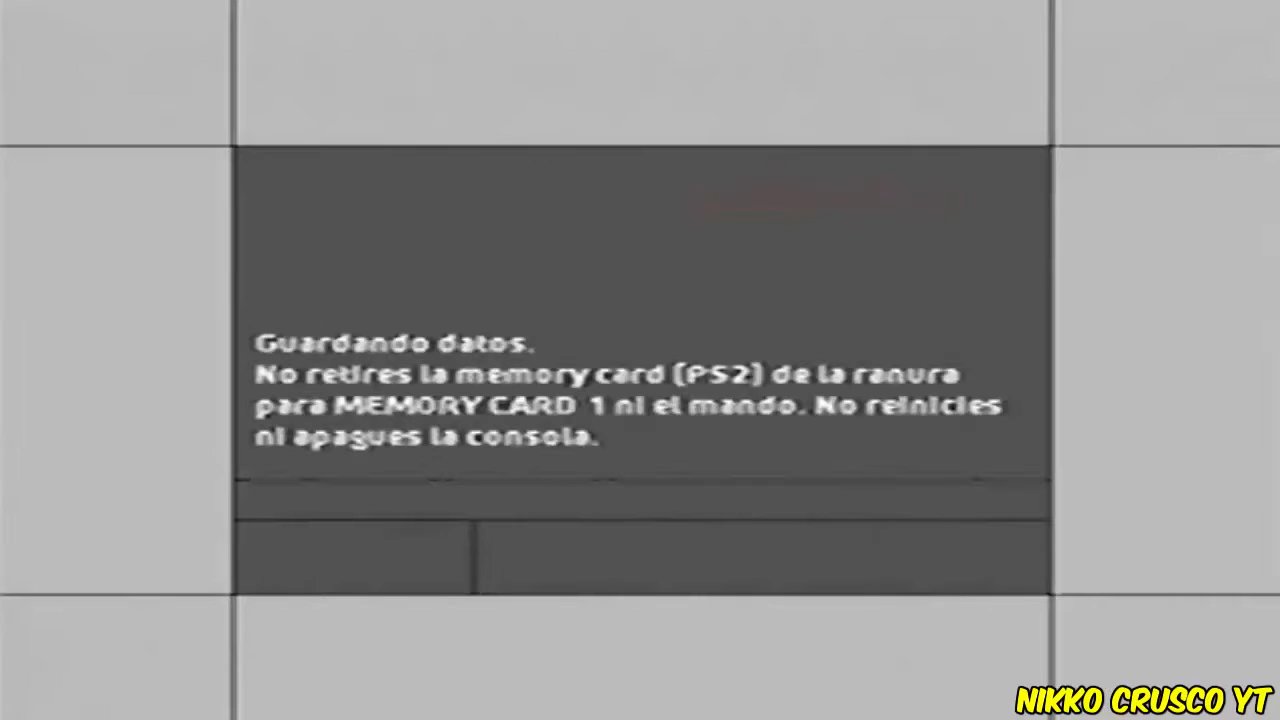 Guardando datos.
No retires la memory card (PS2) de la ranura
para MEMORY CARD 1 ni el mando. No reinicies
ni apagues la consola.
NIKKO CRUSCO YT